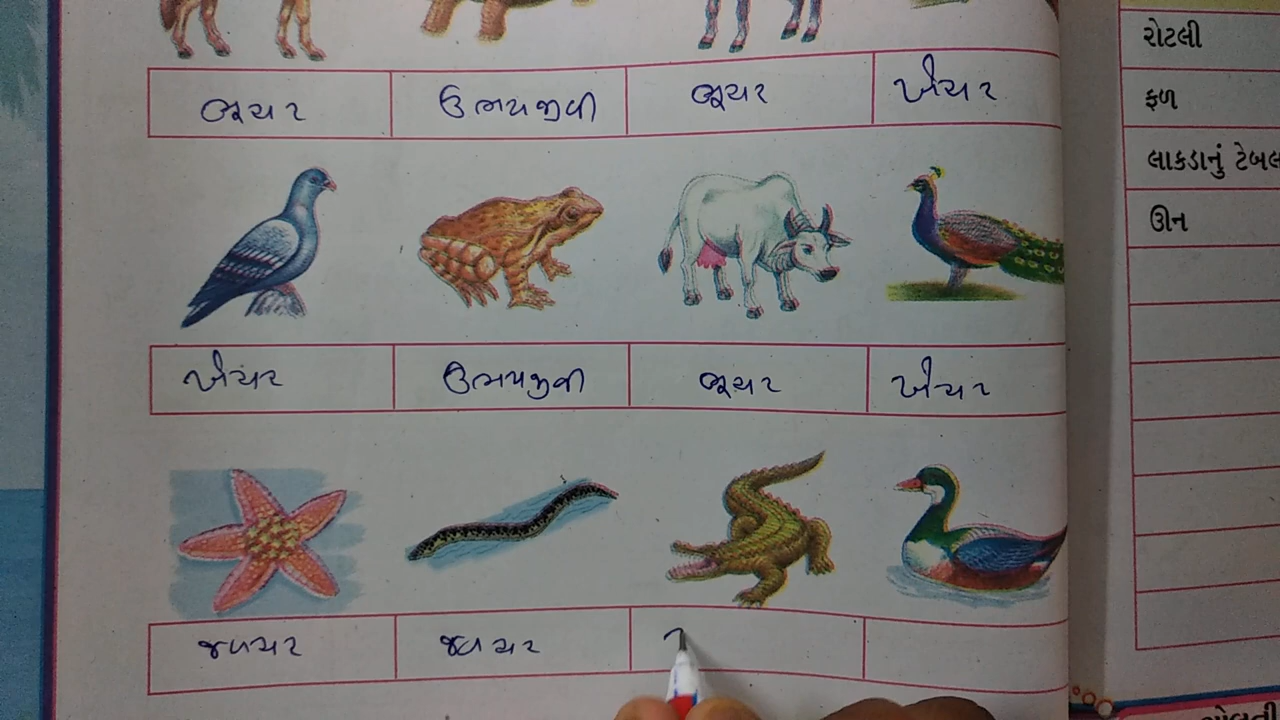 ભૂચર ઉભયજીવી ભૂચર ખેચર
ખેચર ઉભયજીવી ભૂચર ખેચર
જળચર જળચર
રોટલી
ફળ
લાકડાનું ટેબલ
ઊન